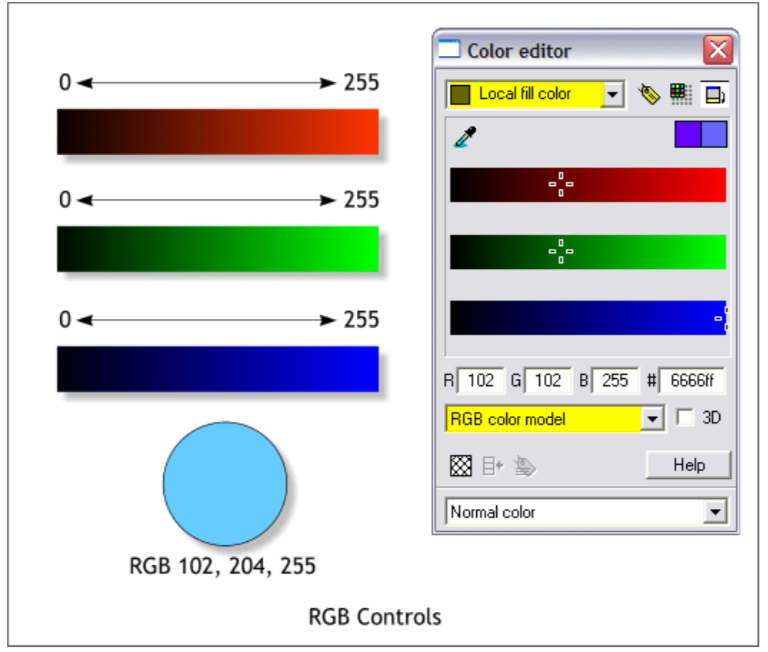 0 255
0 255
0 255
RGB 102, 204, 255
Color editor
Local fill color
R 102 G 102 B 255 # 6666ff
RGB color model 3D
Help
Normal color
RGB Controls